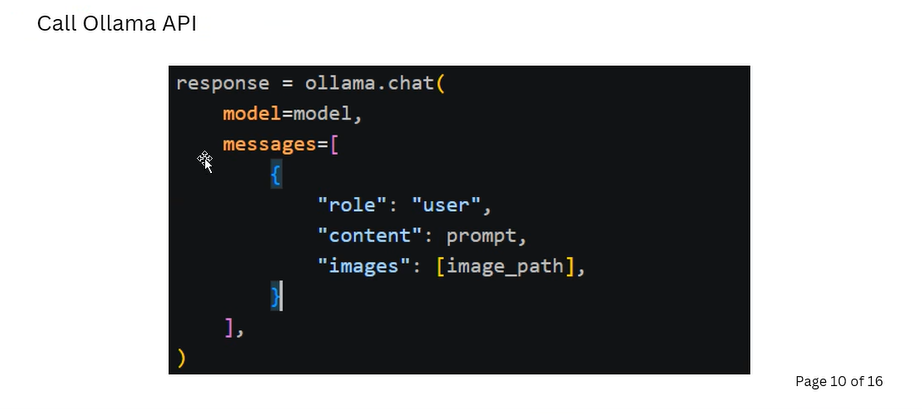 Call Ollama API
response = ollama.chat(
    model=model,
    messages=[
        {
            "role": "user",
            "content": prompt,
            "images": [image_path],
        }
    ],
)
Page 10 of 16